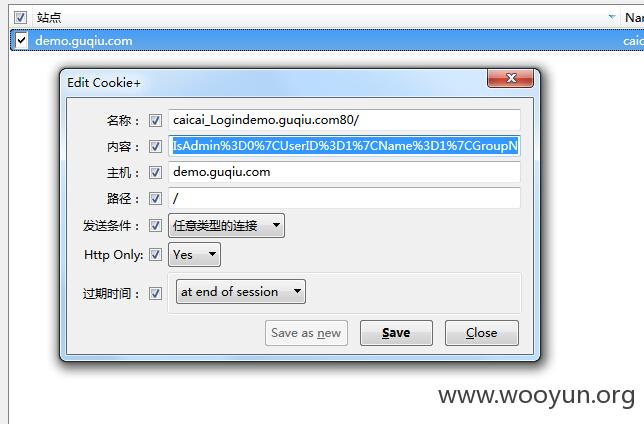 站点
Nar
demo.guqiu.com
caic
Edit Cookie+
名称： caicai_Logindemo.guqiu.com80/
内容： IsAdmin%3D0%7CUserID%3D1%7CName%3D1%7CGroupN
主机： demo.guqiu.com
路径： /
发送条件： 任意类型的连接
Http Only: Yes
过期时间： at end of session
Save as new Save Close
www.wooyun.org